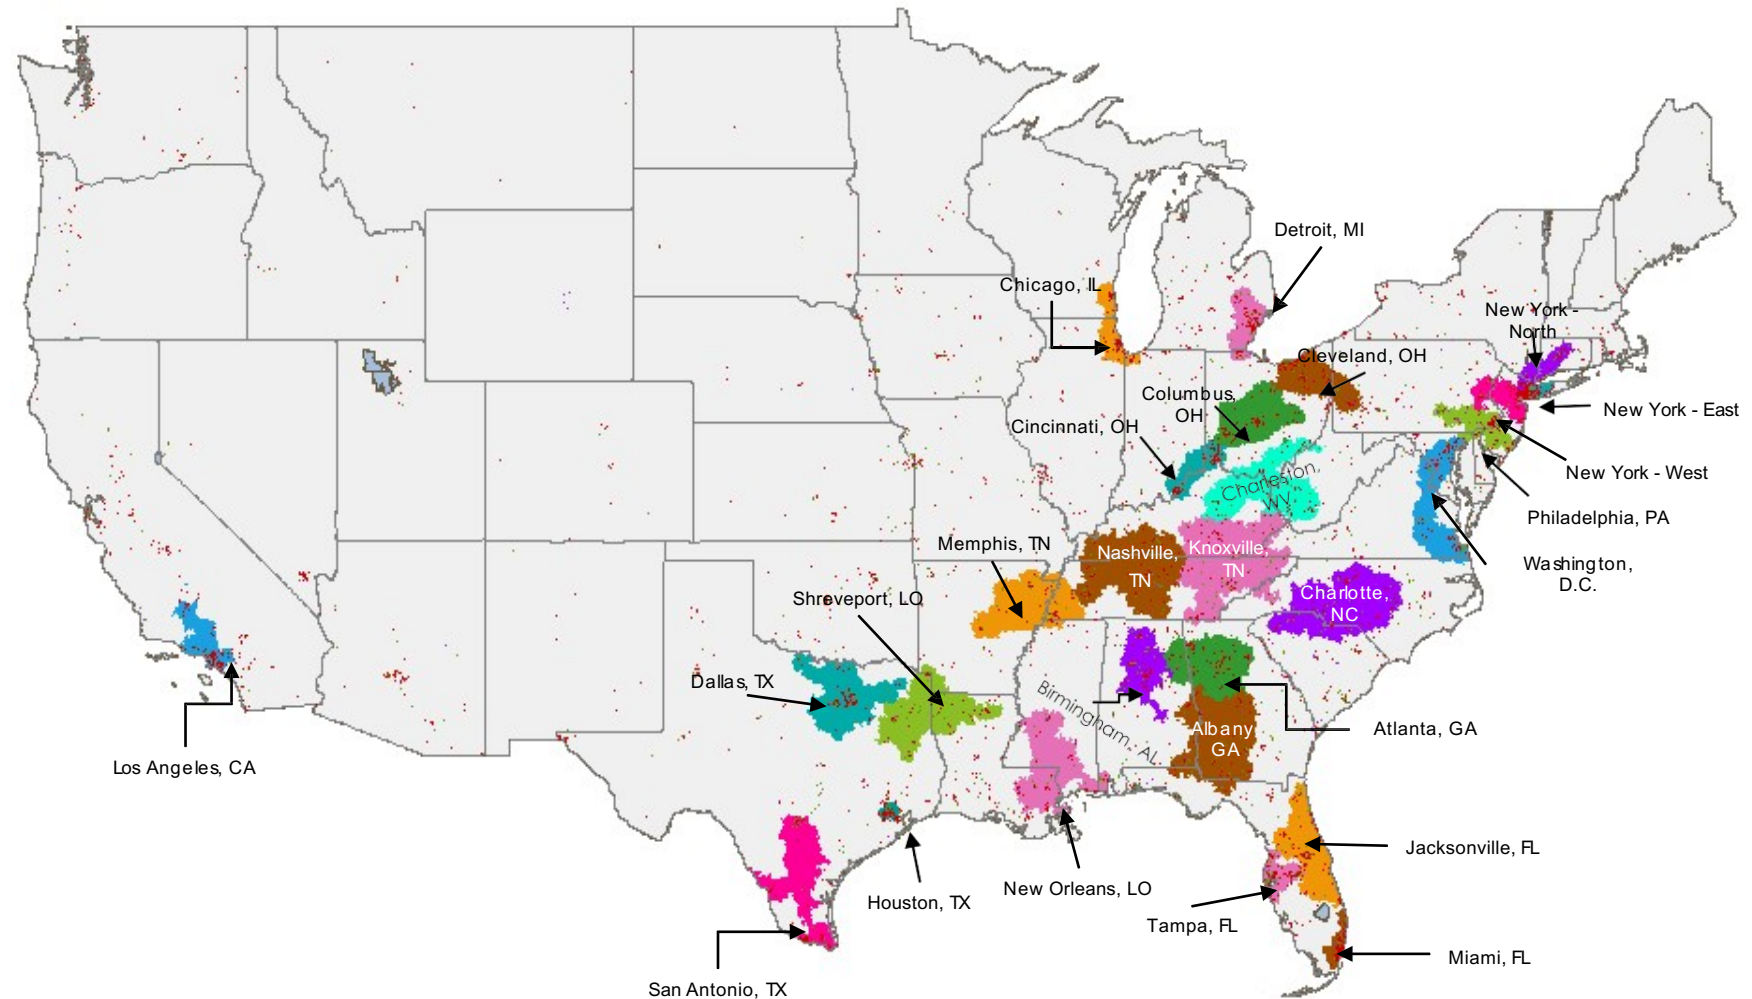 Detroit, MI
Chicago, IL
New York -
North
Cleveland, OH
Columbus,
OH
New York - East
Cincinnati, OH
New York - West
Charleston,
WV
Philadelphia, PA
Memphis, TN
Nashville,
TN
Knoxville,
TN
Washington,
D.C.
Charlotte,
NC
Shreveport, LO
Dallas, TX
Birmingham, AL
Albany
GA
Atlanta, GA
Los Angeles, CA
Jacksonville, FL
New Orleans, LO
Houston, TX
Tampa, FL
Miami, FL
San Antonio, TX